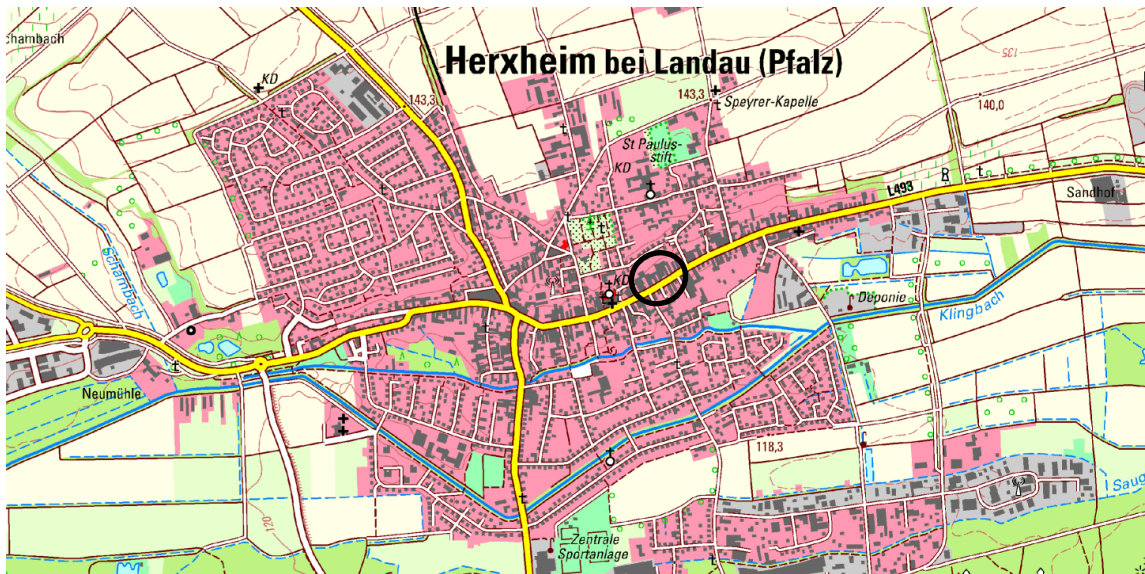 Herxheim bei Landau (Pfalz)
chambach
KD
143,3
143,3
Speyrer-Kapelle
135
140,0
St Paulus-
stift
KD
L493
R
Sandhof
Schambach
KD
Deponie
Klingbach
Neumühle
118,3
120
Zentrale
Sportanlage
Saug